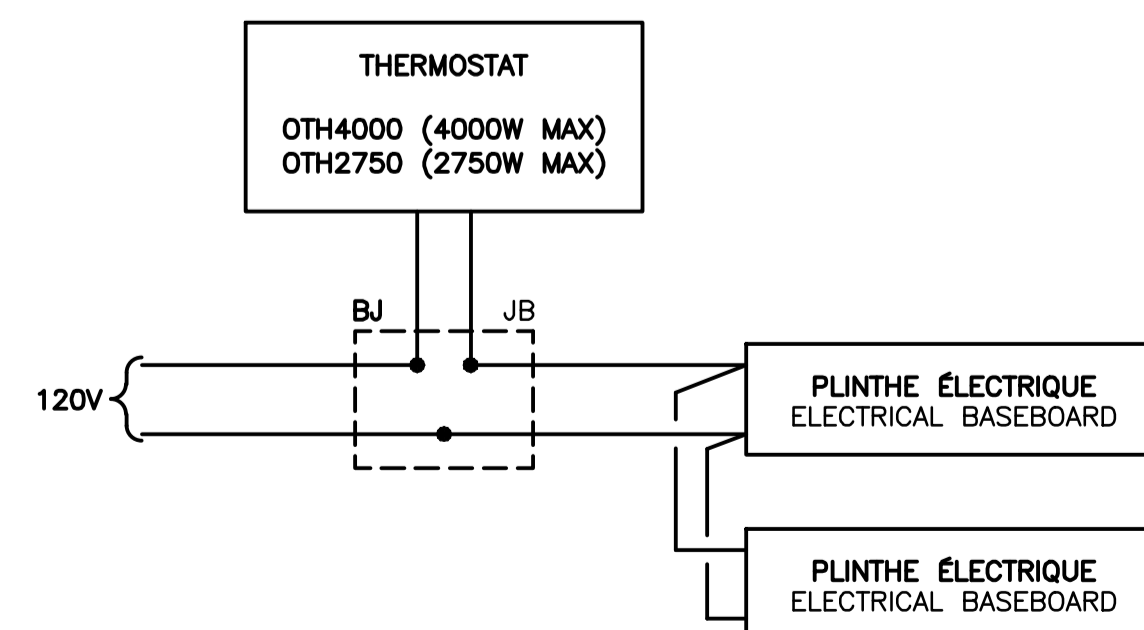 THERMOSTAT
OTH4000 (4000W MAX)
OTH2750 (2750W MAX)
BJ JB
120V
PLINTHE ÉLECTRIQUE
ELECTRICAL BASEBOARD
PLINTHE ÉLECTRIQUE
ELECTRICAL BASEBOARD